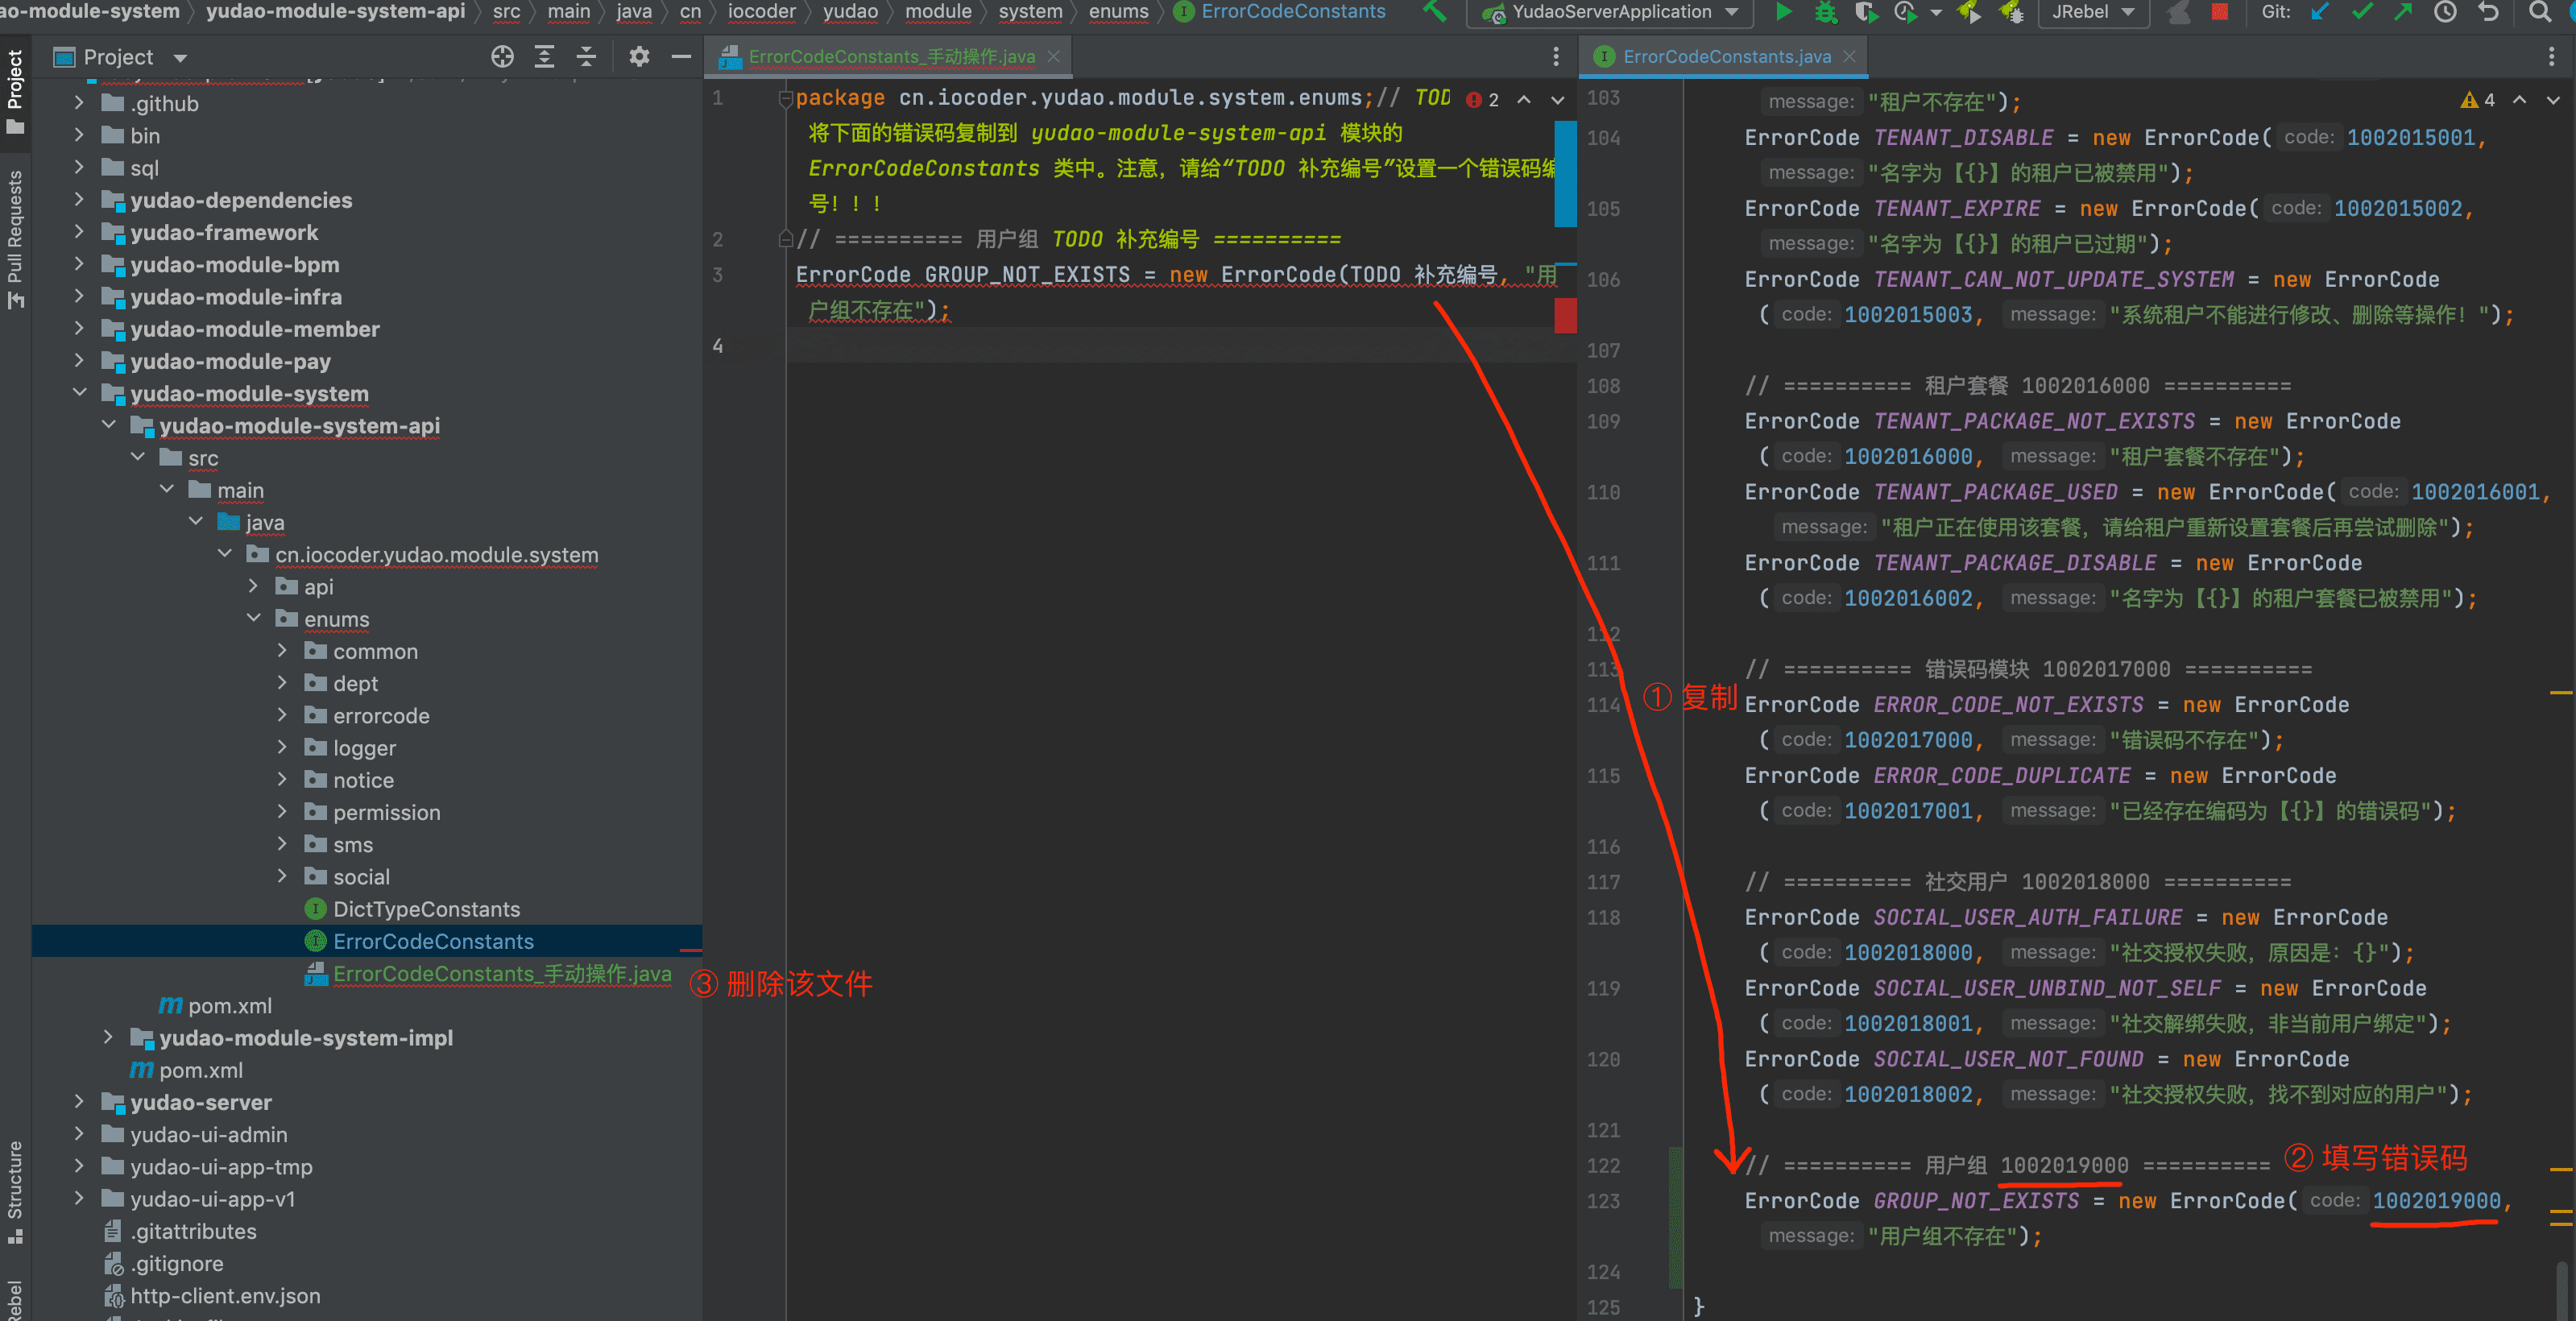 ao-module-system 〉 yudao-module-system-api 〉 src 〉 main 〉 java 〉 cn 〉 iocoder 〉 yudao 〉 module 〉 system 〉 enums 〉 ErrorCodeConstants
YudaoServerApplication
JRebel
Git:
Project
Pull Requests
Structure
Rebel
Project
.github
bin
sql
yudao-dependencies
yudao-framework
yudao-module-bpm
yudao-module-infra
yudao-module-member
yudao-module-pay
yudao-module-system
yudao-module-system-api
src
main
java
cn.iocoder.yudao.module.system
api
enums
common
dept
errorcode
logger
notice
permission
sms
social
DictTypeConstants
ErrorCodeConstants
ErrorCodeConstants_手动操作.java
pom.xml
yudao-module-system-impl
pom.xml
yudao-server
yudao-ui-admin
yudao-ui-app-tmp
yudao-ui-app-v1
.gitattributes
.gitignore
http-client.env.json
③ 删除该文件
ErrorCodeConstants_手动操作.java
1 package cn.iocoder.yudao.module.system.enums;// TOD
2
将下面的错误码复制到 yudao-module-system-api 模块的
ErrorCodeConstants 类中。注意，请给“TODO 补充编号”设置一个错误码编
号！！！
2 // ========== 用户组 TODO 补充编号 ==========
3 ErrorCode GROUP_NOT_EXISTS = new ErrorCode(TODO 补充编号, "用
户组不存在");
4
① 复制
ErrorCodeConstants.java
4
103 message: "租户不存在");
104 ErrorCode TENANT_DISABLE = new ErrorCode( code: 1002015001,
message: "名字为【{}】的租户已被禁用");
105 ErrorCode TENANT_EXPIRE = new ErrorCode( code: 1002015002,
message: "名字为【{}】的租户已过期");
106 ErrorCode TENANT_CAN_NOT_UPDATE_SYSTEM = new ErrorCode
( code: 1002015003, message: "系统租户不能进行修改、删除等操作！");
107
108 // ========== 租户套餐 1002016000 ==========
109 ErrorCode TENANT_PACKAGE_NOT_EXISTS = new ErrorCode
( code: 1002016000, message: "租户套餐不存在");
110 ErrorCode TENANT_PACKAGE_USED = new ErrorCode( code: 1002016001,
message: "租户正在使用该套餐，请给租户重新设置套餐后再尝试删除");
111 ErrorCode TENANT_PACKAGE_DISABLE = new ErrorCode
( code: 1002016002, message: "名字为【{}】的租户套餐已被禁用");
112
113 // ========== 错误码模块 1002017000 ==========
114 ErrorCode ERROR_CODE_NOT_EXISTS = new ErrorCode
( code: 1002017000, message: "错误码不存在");
115 ErrorCode ERROR_CODE_DUPLICATE = new ErrorCode
( code: 1002017001, message: "已经存在编码为【{}】的错误码");
116
117 // ========== 社交用户 1002018000 ==========
118 ErrorCode SOCIAL_USER_AUTH_FAILURE = new ErrorCode
( code: 1002018000, message: "社交授权失败，原因是：{}");
119 ErrorCode SOCIAL_USER_UNBIND_NOT_SELF = new ErrorCode
( code: 1002018001, message: "社交解绑失败，非当前用户绑定");
120 ErrorCode SOCIAL_USER_NOT_FOUND = new ErrorCode
( code: 1002018002, message: "社交授权失败，找不到对应的用户");
121
122 // ========== 用户组 1002019000 ========== ② 填写错误码
123 ErrorCode GROUP_NOT_EXISTS = new ErrorCode( code: 1002019000,
message: "用户组不存在");
124
125 }